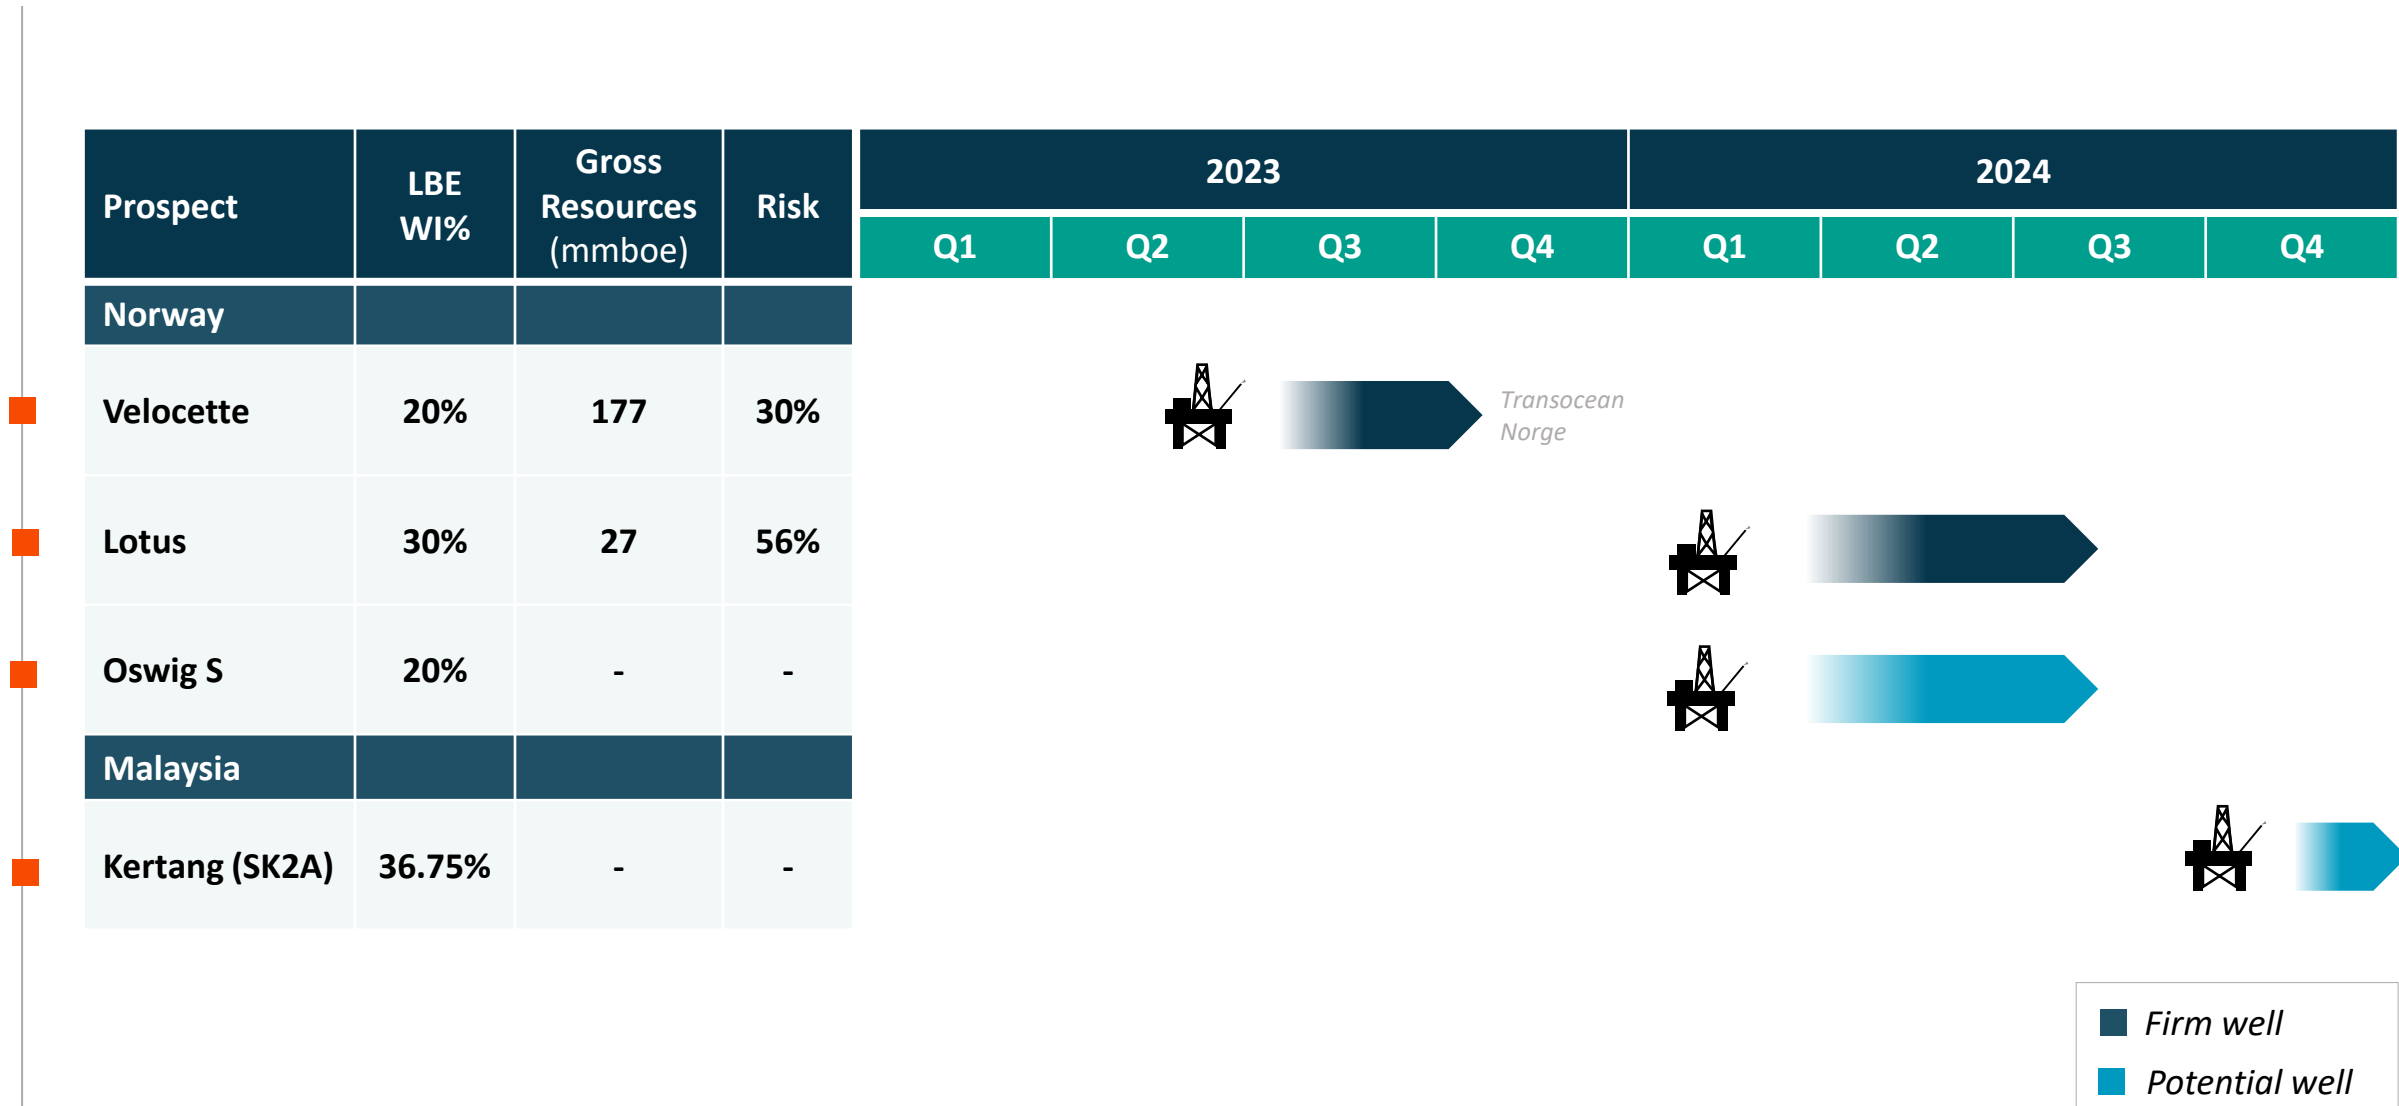 Prospect
LBE
WI%
Gross
Resources
(mmboe)
Risk
2023
2024
Q1
Q2
Q3
Q4
Q1
Q2
Q3
Q4
Norway
Velocette
20%
177
30%
Transocean
Norge
Lotus
30%
27
56%
Oswig S
20%
-
-
Malaysia
Kertang (SK2A)
36.75%
-
-
Firm well
Potential well